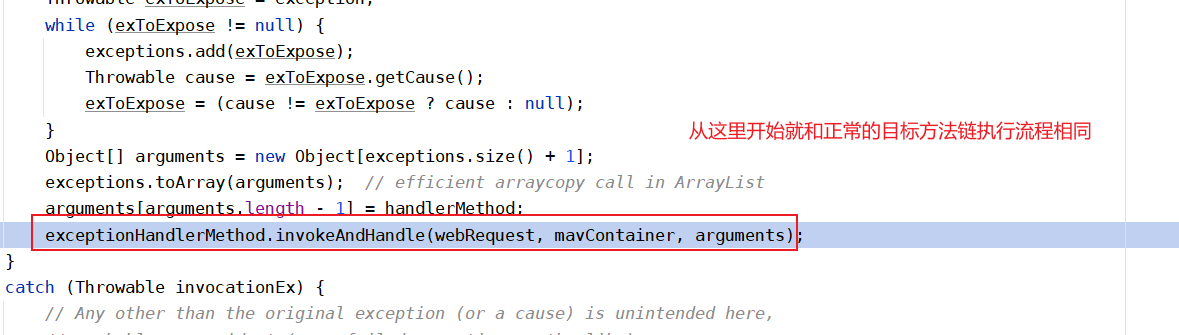 Throwable exToExpose = exception;
while (exToExpose != null) {
exceptions.add(exToExpose);
Throwable cause = exToExpose.getCause();
exToExpose = (cause != exToExpose ? cause : null);
}
从这里开始就和正常的目标方法链执行流程相同
Object[] arguments = new Object[exceptions.size() + 1];
exceptions.toArray(arguments);  // efficient arraycopy call in ArrayList
arguments[arguments.length - 1] = handlerMethod;
exceptionHandlerMethod.invokeAndHandle(webRequest, mavContainer, arguments);
}
catch (Throwable invocationEx) {
// Any other than the original exception (or a cause) is unintended here,